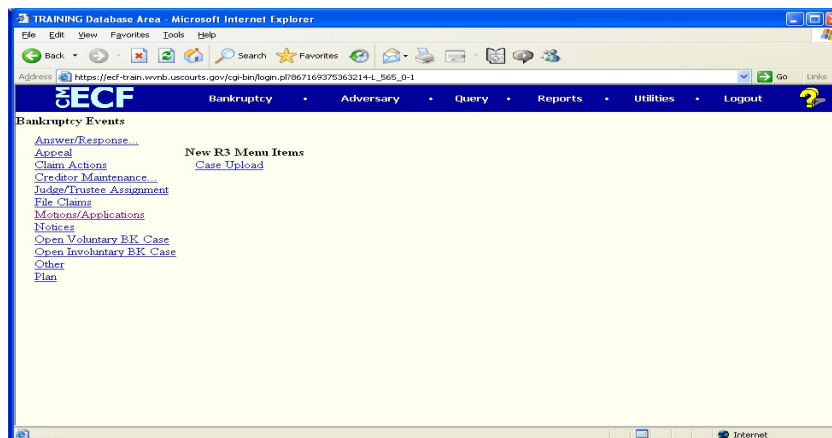 TRAINING Database Area - Microsoft Internet Explorer
File Edit View Favorites Tools Help
Back Search Favorites
Address https://ecf-train.wvnb.uscourts.gov/cgi-bin/login.pl?867169375363214-L_565_0-1 Go Links
CM ECF Bankruptcy • Adversary • Query • Reports • Utilities • Logout ?
Bankruptcy Events
Answer/Response...
Appeal
New R3 Menu Items
Claim Actions
Case Upload
Creditor Maintenance...
Judge/Trustee Assignment
File Claims
Motions/Applications
Notices
Open Voluntary BK Case
Open Involuntary BK Case
Other
Plan
Internet